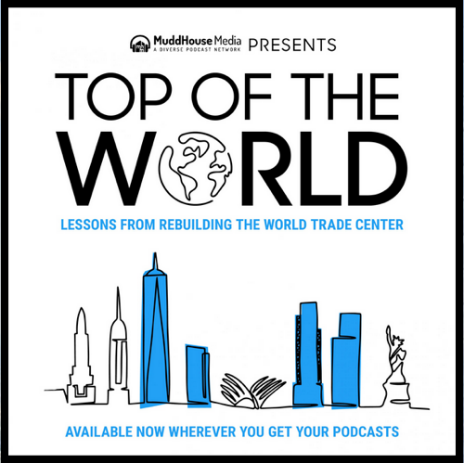 MuddHouse Media PRESENTS
A DIVERSE PODCAST NETWORK
TOP OF THE
WORLD
LESSONS FROM REBUILDING THE WORLD TRADE CENTER
AVAILABLE NOW WHEREVER YOU GET YOUR PODCASTS